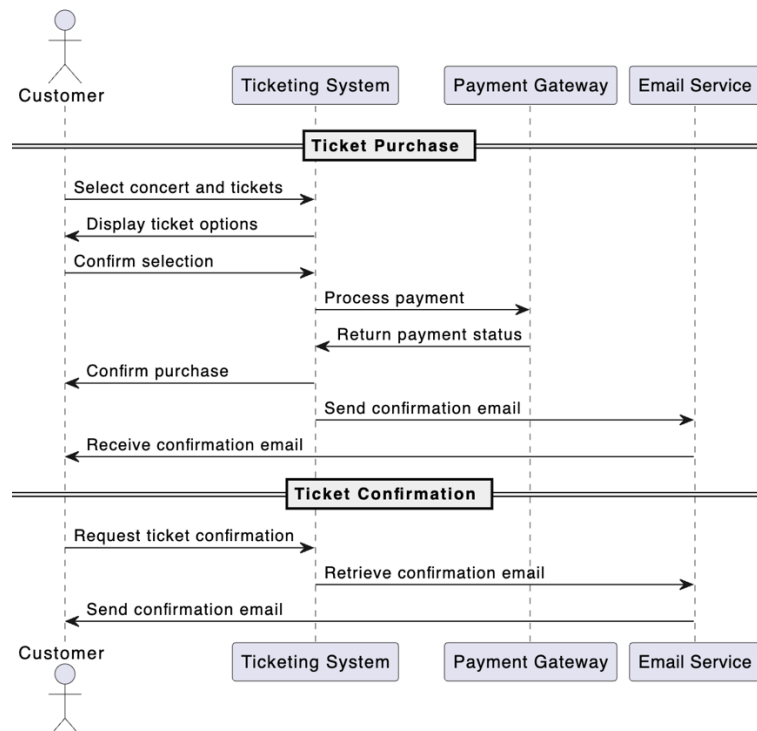 Customer
Ticketing System
Payment Gateway
Email Service
Ticket Purchase
Select concert and tickets
Display ticket options
Confirm selection
Process payment
Return payment status
Confirm purchase
Send confirmation email
Receive confirmation email
Ticket Confirmation
Request ticket confirmation
Retrieve confirmation email
Send confirmation email
Customer
Ticketing System
Payment Gateway
Email Service